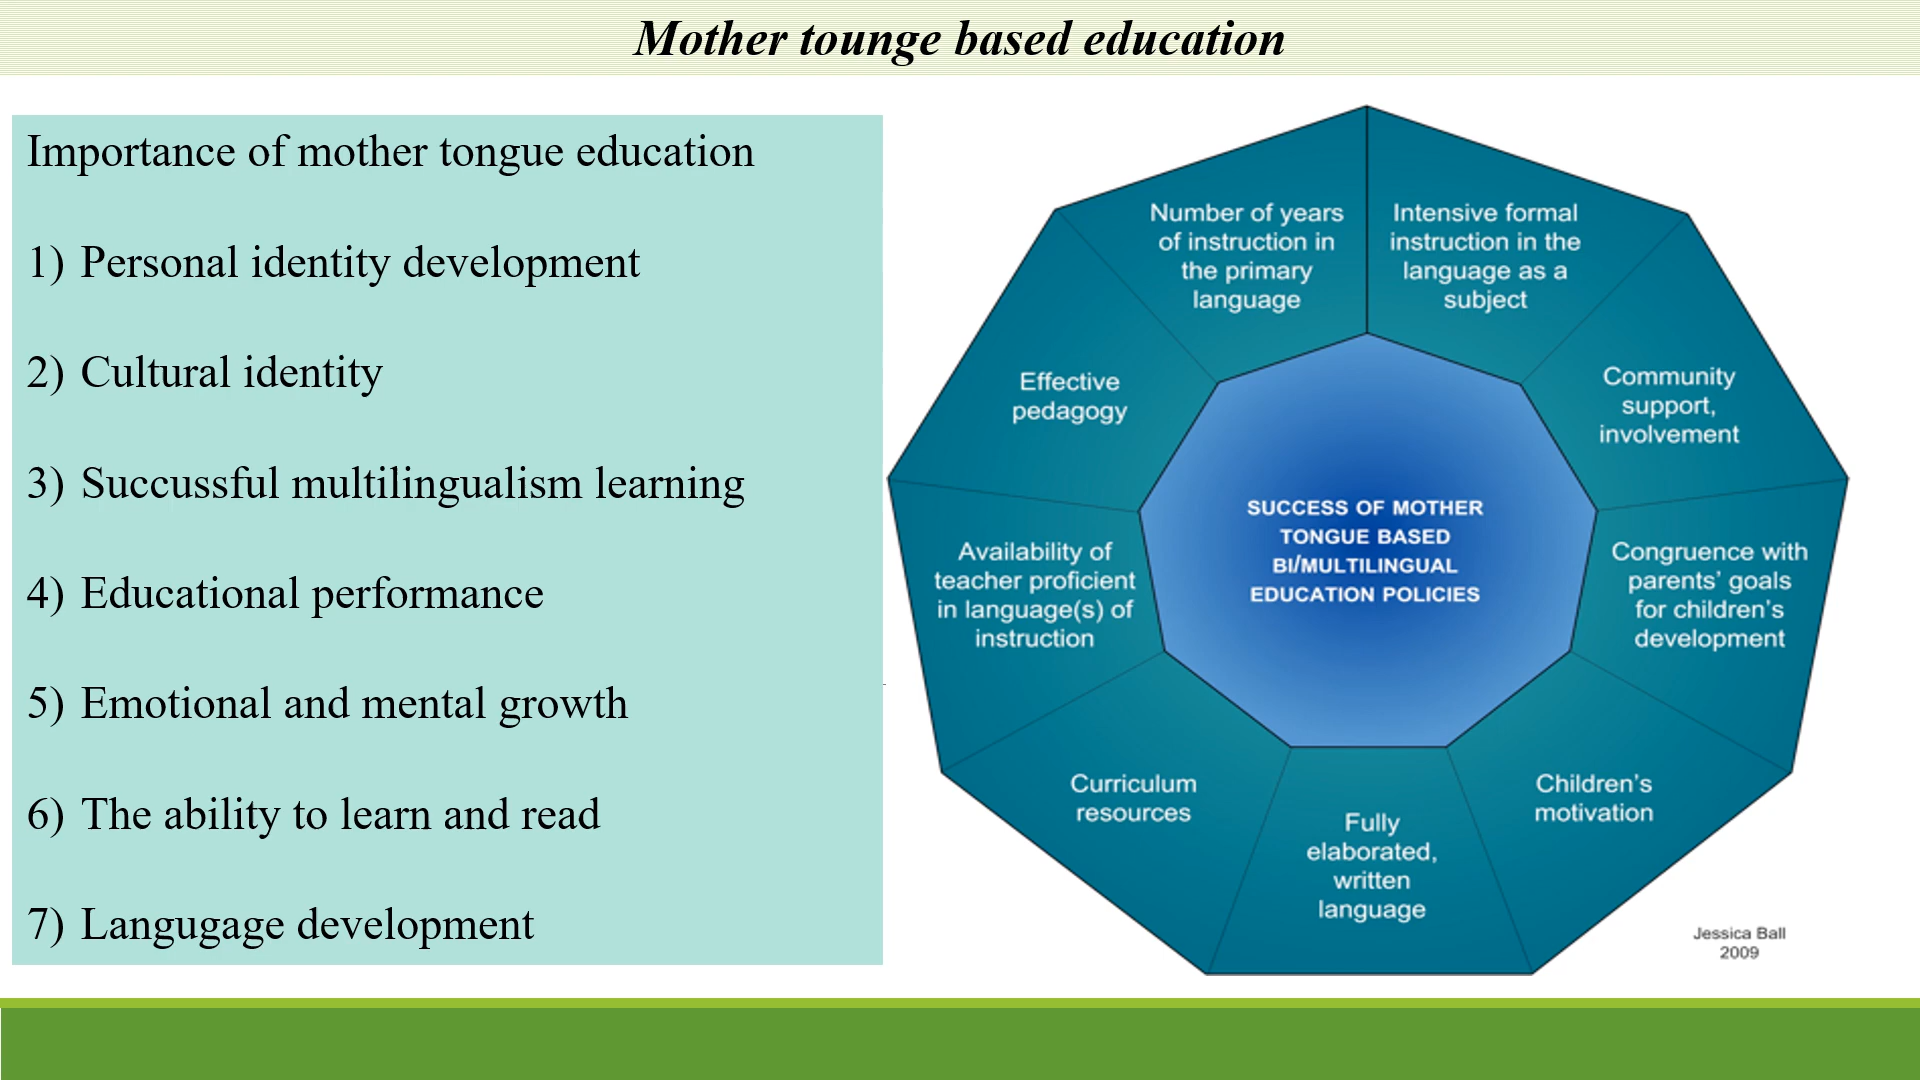 Mother tounge based education
Importance of mother tongue education
1) Personal identity development
2) Cultural identity
3) Succussful multilingualism learning
4) Educational performance
5) Emotional and mental growth
6) The ability to learn and read
7) Langugage development
Number of years
of instruction in
the primary
language
Intensive formal
instruction in the
language as a
subject
Community
support,
involvement
Congruence with
parents’ goals
for children’s
development
Children’s
motivation
Fully
elaborated,
written
language
Curriculum
resources
Availability of
teacher proficient
in language(s) of
instruction
Effective
pedagogy
SUCCESS OF MOTHER
TONGUE BASED
BI/MULTILINGUAL
EDUCATION POLICIES
Jessica Ball
2009